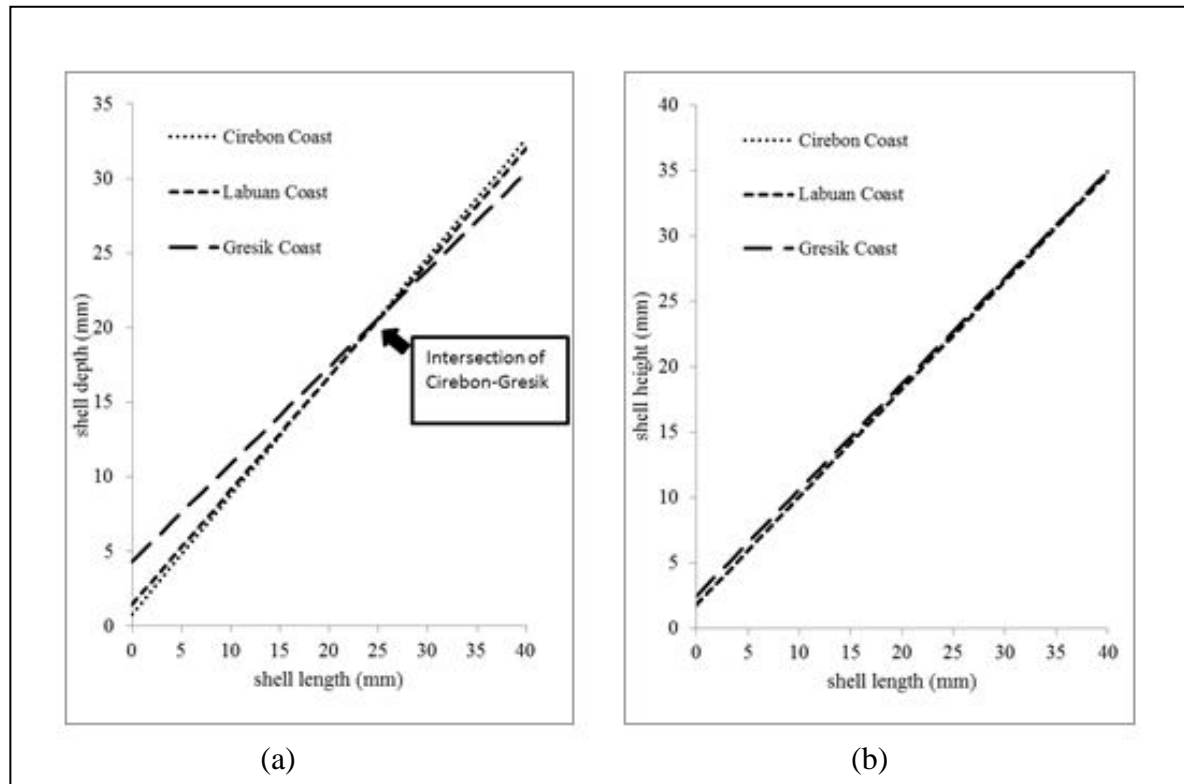 35
30
25
20
15
10
5
0
shell depth (mm)
Cirebon Coast
Labuan Coast
Gresik Coast
Intersection of
Cirebon-Gresik
0 5 10 15 20 25 30 35 40
shell length (mm)
(a)
40
35
30
25
20
15
10
5
0
shell height (mm)
Cirebon Coast
Labuan Coast
Gresik Coast
0 5 10 15 20 25 30 35 40
shell length (mm)
(b)